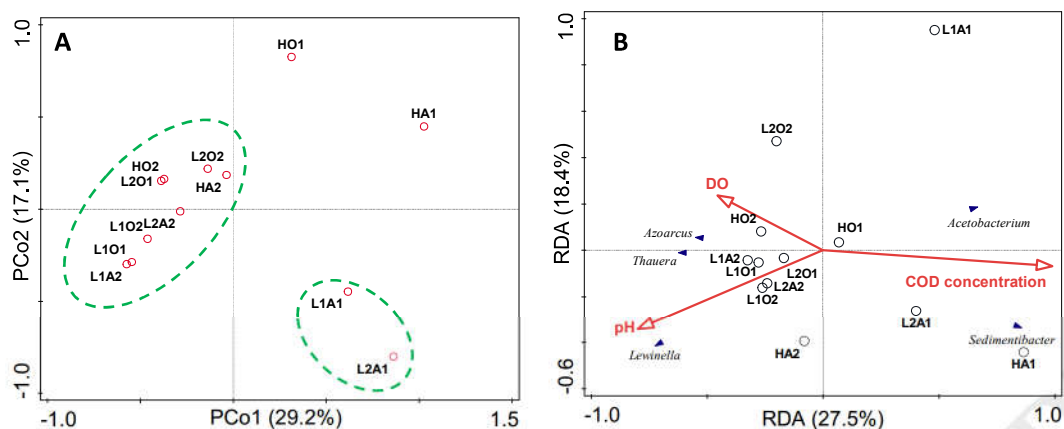 A
1.0
HO1
HA1
HO2
L2O2
L2O1
HA2
L1O2
L2A2
L1O1
L1A2
L1A1
L2A1
PCo2 (17.1%)
-1.0
-1.0
PCo1 (29.2%)
1.5
B
1.0
L1A1
L2O2
DO
Acetobacterium
HO2
HO1
Azoarcus
Thauera
L1A2
L1O1
L2O1
L2A2
L1O2
COD concentration
pH
L2A1
Lewinella
HA2
Sedimentibacter
HA1
RDA (18.4%)
-0.6
-1.0
RDA (27.5%)
1.0